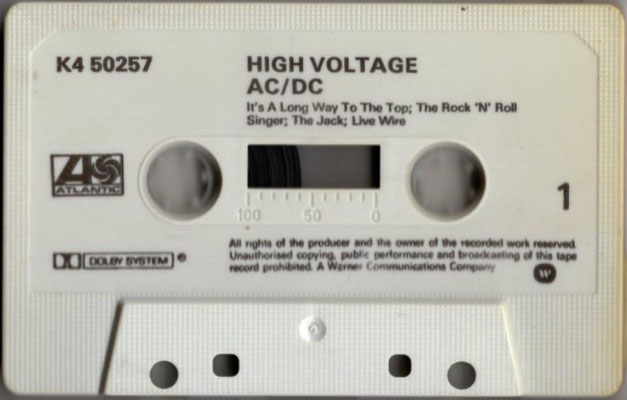 K4 50257
HIGH VOLTAGE
AC/DC
It's A Long Way To The Top; The Rock 'N' Roll
Singer; The Jack; Live Wire
ATLANTIC
100 50 0
1
DOLBY SYSTEM ®
All rights of the producer and the owner of the recorded work reserved.
Unauthorised copying, public performance and broadcasting of this tape
record prohibited. A Warner Communications Company
W